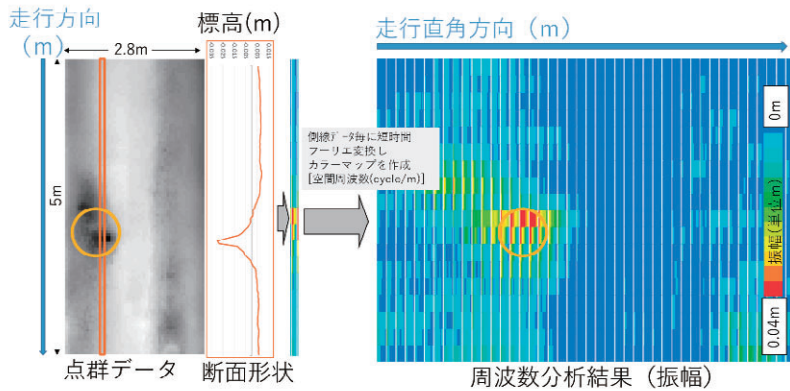 走行方向
(m)
2.8m
5m
点群データ
標高(m)
断面形状
側線データ毎に短時間
フーリエ変換し
カラーマップを作成
[空間周波数(cycle/m)]
走行直角方向（m）
0m
振幅(単位m)
0.04m
周波数分析結果（振幅）